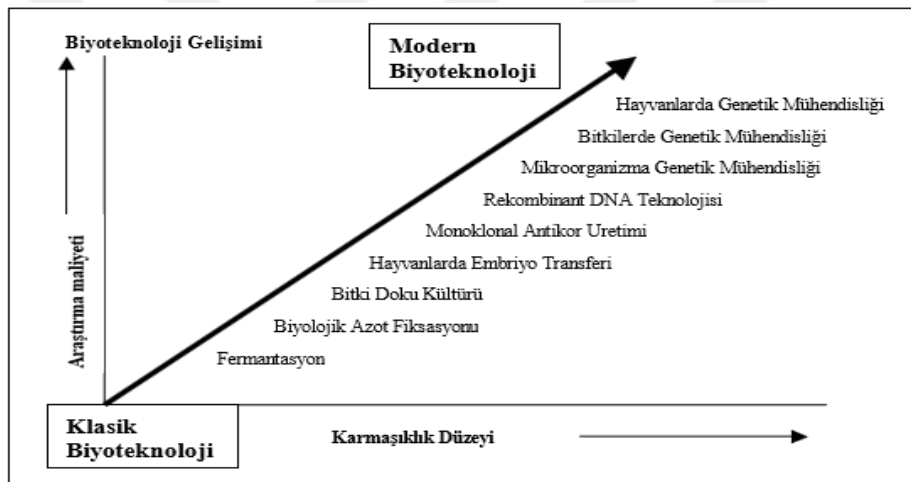 Biyoteknoloji Gelişimi
Modern
Biyoteknoloji
Hayvanlarda Genetik Mühendisliği
Bitkilerde Genetik Mühendisliği
Mikroorganizma Genetik Mühendisliği
Rekombinant DNA Teknolojisi
Monoklonal Antikor Uretimi
Hayvanlarda Embriyo Transferi
Bitki Doku Kültürü
Biyolojik Azot Fiksasyonu
Fermantasyon
Araştırma maliyeti
Klasik
Biyoteknoloji
Karmaşıklık Düzeyi